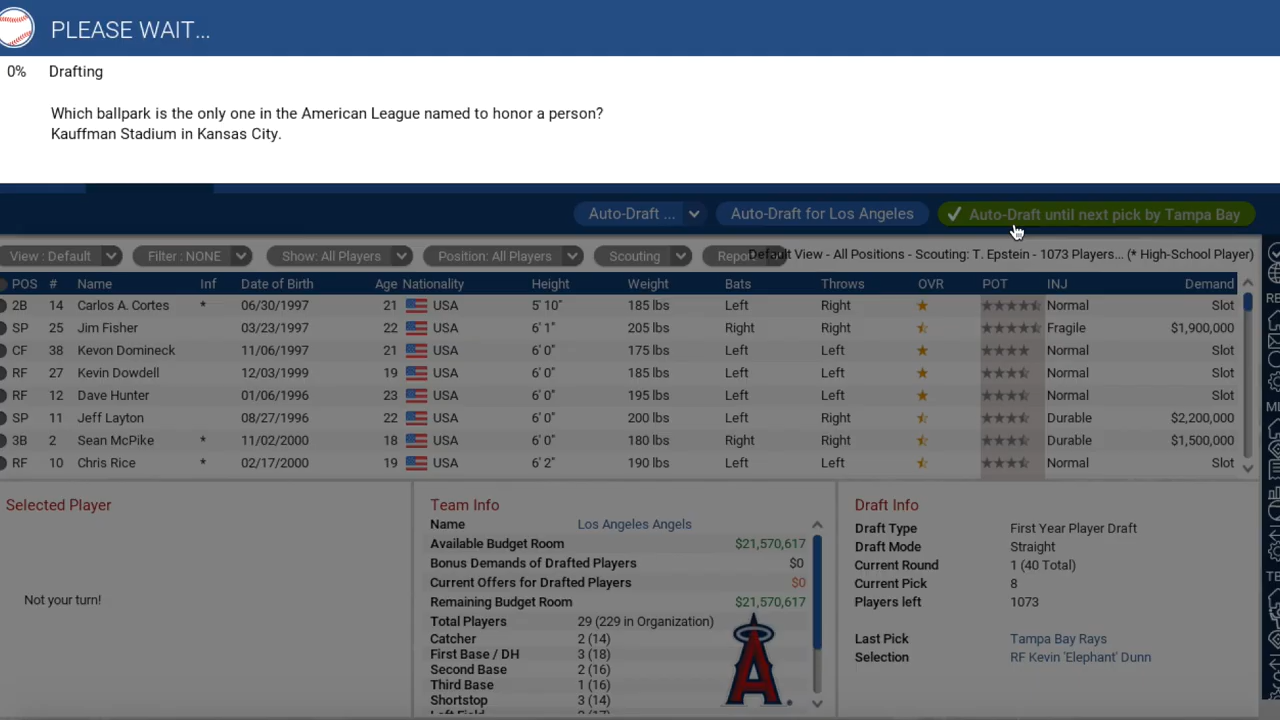 PLEASE WAIT...
0% Drafting
Which ballpark is the only one in the American League named to honor a person?
Kauffman Stadium in Kansas City.
Auto-Draft ... Auto-Draft for Los Angeles Auto-Draft until next pick by Tampa Bay
View : Default Filter : NONE Show: All Players Position: All Players Scouting Default View - All Positions - Scouting: T. Epstein - 1073 Players... (* High-School Player)
POS # Name Inf Date of Birth Age Nationality Height Weight Bats Throws OVR POT INJ Demand
2B 14 Carlos A. Cortes * 06/30/1997 21 USA 5' 10" 185 lbs Left Right Normal Slot
SP 25 Jim Fisher 03/23/1997 22 USA 6' 1" 205 lbs Right Right Fragile $1,900,000
CF 38 Kevon Domineck 11/06/1997 21 USA 6' 0" 175 lbs Left Left Normal Slot
RF 27 Kevin Dowdell 12/03/1999 19 USA 6' 0" 185 lbs Left Left Normal Slot
RF 12 Dave Hunter 01/06/1996 23 USA 6' 0" 195 lbs Left Left Normal Slot
SP 11 Jeff Layton 08/27/1996 22 USA 6' 0" 200 lbs Left Right Durable $2,200,000
3B 2 Sean McPike * 11/02/2000 18 USA 6' 0" 180 lbs Right Right Durable $1,500,000
RF 10 Chris Rice * 02/17/2000 19 USA 6' 2" 190 lbs Left Left Normal Slot
Selected Player
Not your turn!
Team Info
Name Los Angeles Angels
Available Budget Room $21,570,617
Bonus Demands of Drafted Players $0
Current Offers for Drafted Players $0
Remaining Budget Room $21,570,617
Total Players 29 (229 in Organization)
Catcher 2 (14)
First Base / DH 3 (18)
Second Base 2 (16)
Third Base 1 (16)
Shortstop 3 (14)
Draft Info
Draft Type First Year Player Draft
Draft Mode Straight
Current Round 1 (40 Total)
Current Pick 8
Players left 1073
Last Pick Tampa Bay Rays
Selection RF Kevin 'Elephant' Dunn